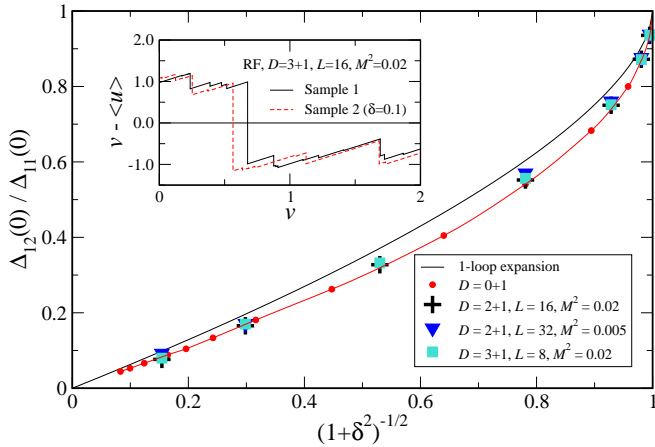 1
0.8
0.6
0.4
0.2
0
Δ₁₂(0) / Δ₁₁(0)
2.0
1.0
0.0
-1.0
v - <u>
RF, D=3+1, L=16, M²=0.02
Sample 1
Sample 2 (δ=0.1)
0
1
2
v
1-loop expansion
D = 0+1
D = 2+1, L = 16, M² = 0.02
D = 2+1, L = 32, M² = 0.005
D = 3+1, L = 8, M² = 0.02
0
0.2
0.4
0.6
0.8
1
(1+δ²)⁻¹/²